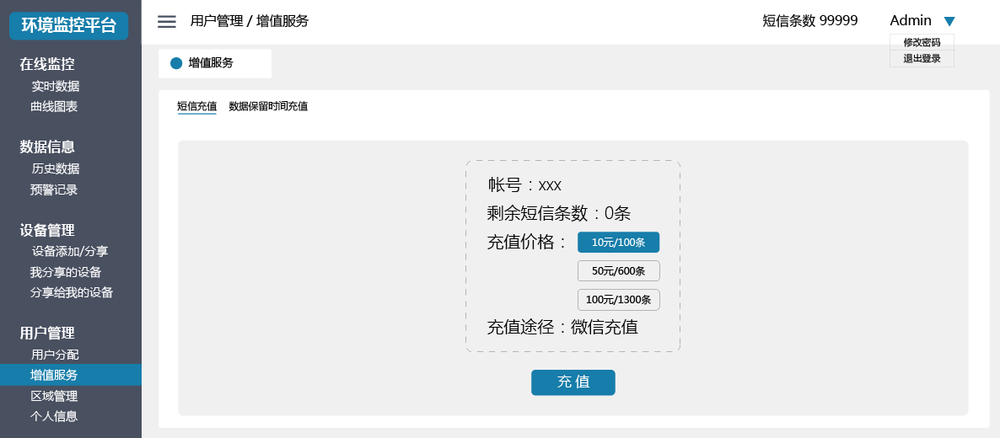 环境监控平台
用户管理 / 增值服务
短信条数 99999
Admin
修改密码
退出登录
在线监控
实时数据
曲线图表
数据信息
历史数据
预警记录
设备管理
设备添加/分享
我分享的设备
分享给我的设备
用户管理
用户分配
增值服务
区域管理
个人信息
增值服务
短信充值 数据保留时间充值
帐号：xxx
剩余短信条数：0条
充值价格： 10元/100条
50元/600条
100元/1300条
充值途径：微信充值
充 值